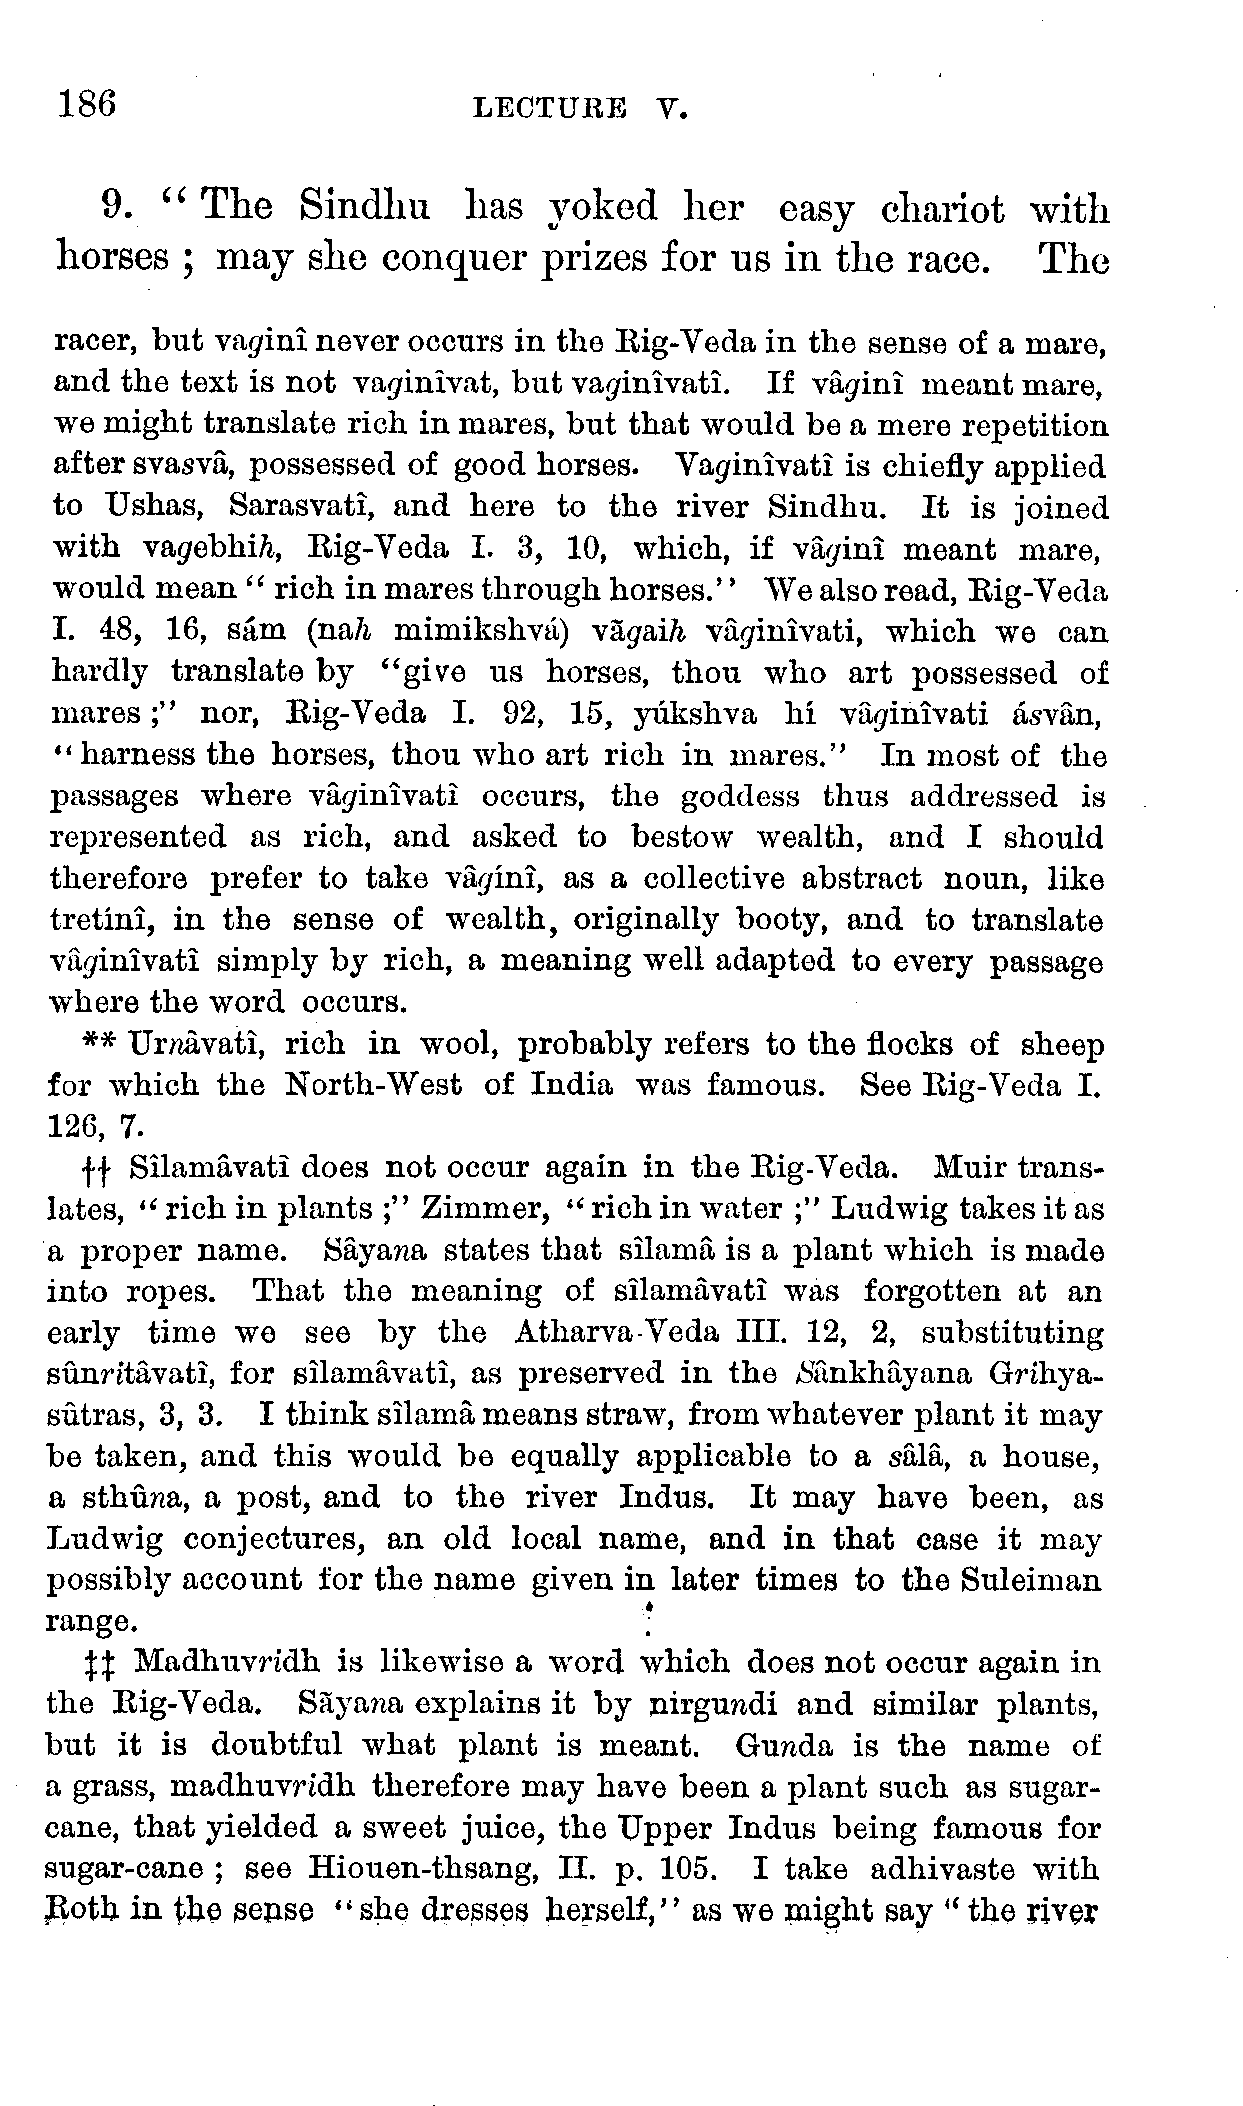 186 LECTURE V.
9. " The Sindhu has yoked her easy chariot with
horses ; may she conquer prizes for us in the race. The
racer, but vaginî never occurs in the Rig-Veda in the sense of a mare,
and the text is not vaginîvat, but vaginîvatî. If vâginî meant mare,
we might translate rich in mares, but that would be a mere repetition
after svasvâ, possessed of good horses. Vaginîvatî is chiefly applied
to Ushas, Sarasvatî, and here to the river Sindhu. It is joined
with vagebhih, Rig-Veda I. 3, 10, which, if vâginî meant mare,
would mean " rich in mares through horses." We also read, Rig-Veda
I. 48, 16, sám (nah mimikshvá) vãgaih vâginîvati, which we can
hardly translate by "give us horses, thou who art possessed of
mares ;" nor, Rig-Veda I. 92, 15, yúkshva hí vâginîvati ásvân,
" harness the horses, thou who art rich in mares." In most of the
passages where vâginîvatî occurs, the goddess thus addressed is
represented as rich, and asked to bestow wealth, and I should
therefore prefer to take vâgínî, as a collective abstract noun, like
tretínî, in the sense of wealth, originally booty, and to translate
vâginîvatî simply by rich, a meaning well adapted to every passage
where the word occurs.
** Urnâvatî, rich in wool, probably refers to the flocks of sheep
for which the North-West of India was famous. See Rig-Veda I.
126, 7.
†† Sîlamâvatî does not occur again in the Rig-Veda. Muir trans-
lates, " rich in plants ;" Zimmer, " rich in water ;" Ludwig takes it as
a proper name. Sâyana states that sîlamâ is a plant which is made
into ropes. That the meaning of sîlamâvatî was forgotten at an
early time we see by the Atharva-Veda III. 12, 2, substituting
sûnritâvatî, for sîlamâvatî, as preserved in the Sânkhâyana Grihya-
sûtras, 3, 3. I think sîlamâ means straw, from whatever plant it may
be taken, and this would be equally applicable to a sâlâ, a house,
a sthûna, a post, and to the river Indus. It may have been, as
Ludwig conjectures, an old local name, and in that case it may
possibly account for the name given in later times to the Suleiman
range.
‡‡ Madhuvridh is likewise a word which does not occur again in
the Rig-Veda. Sãyana explains it by nirgundi and similar plants,
but it is doubtful what plant is meant. Gunda is the name of
a grass, madhuvridh therefore may have been a plant such as sugar-
cane, that yielded a sweet juice, the Upper Indus being famous for
sugar-cane ; see Hiouen-thsang, II. p. 105. I take adhivaste with
Roth in the sense "she dresses herself," as we might say " the river